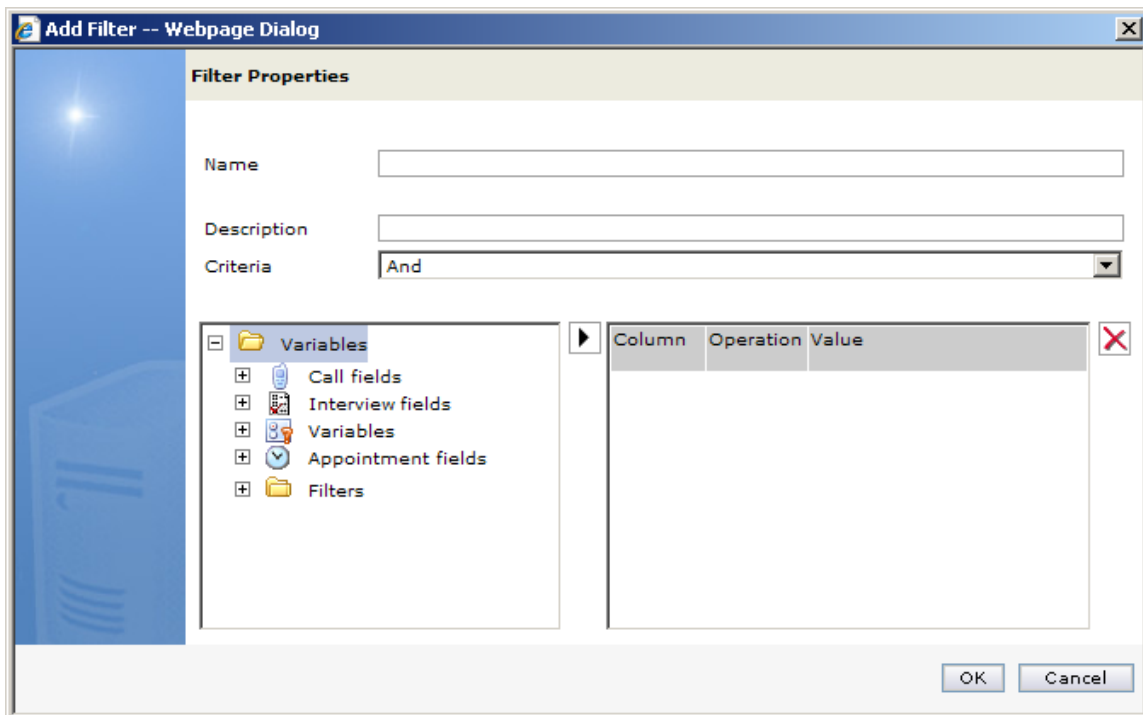 Add Filter -- Webpage Dialog
Filter Properties
Name
Description
Criteria And
Variables
Call fields
Interview fields
Variables
Appointment fields
Filters
Column Operation Value
OK Cancel